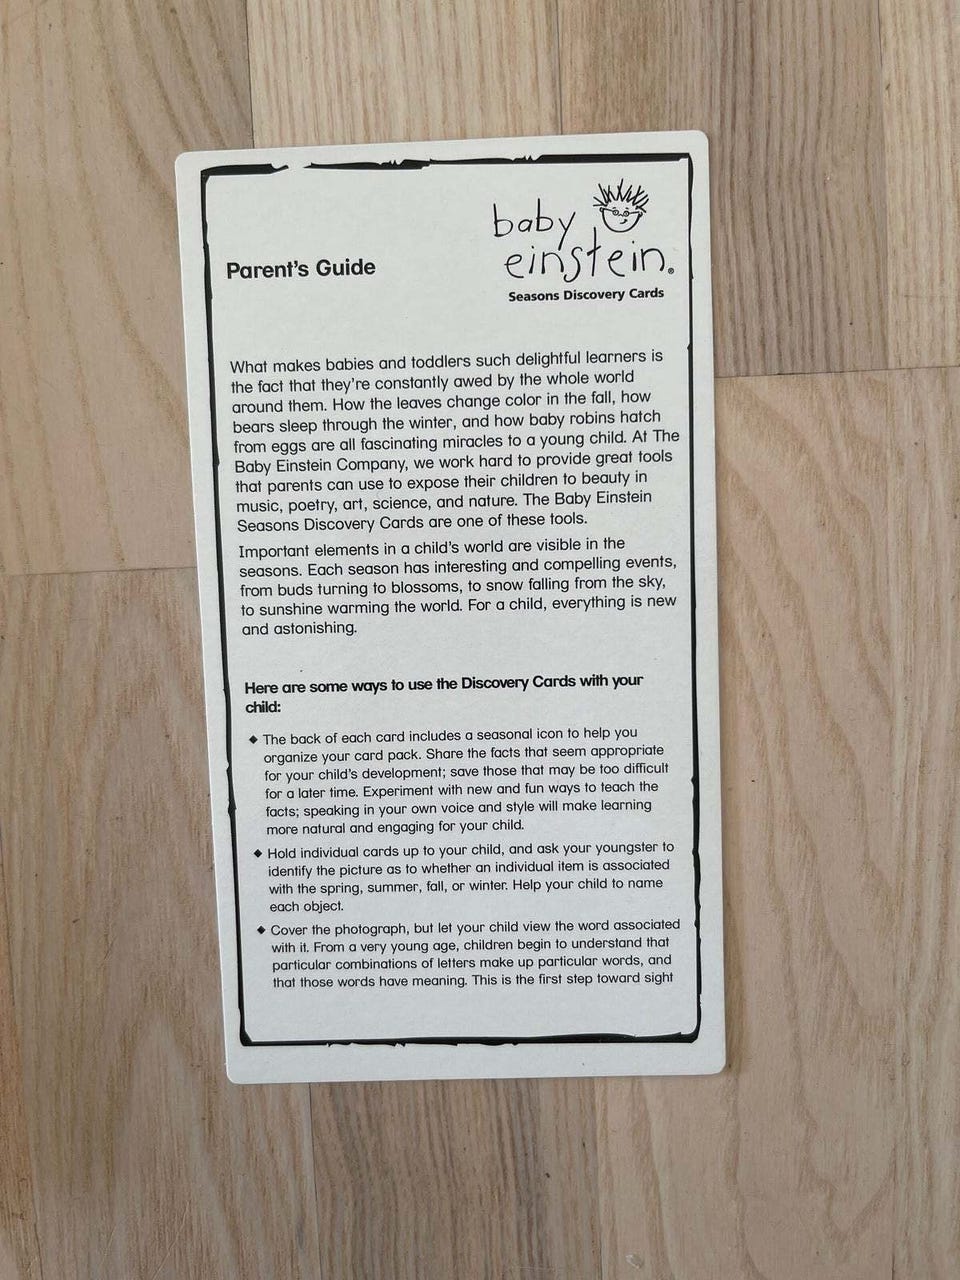 baby
einstein®
Parent's Guide
Seasons Discovery Cards
What makes babies and toddlers such delightful learners is
the fact that they're constantly awed by the whole world
around them. How the leaves change color in the fall, how
bears sleep through the winter, and how baby robins hatch
from eggs are all fascinating miracles to a young child. At The
Baby Einstein Company, we work hard to provide great tools
that parents can use to expose their children to beauty in
music, poetry, art, science, and nature. The Baby Einstein
Seasons Discovery Cards are one of these tools.
Important elements in a child's world are visible in the
seasons. Each season has interesting and compelling events,
from buds turning to blossoms, to snow falling from the sky,
to sunshine warming the world. For a child, everything is new
and astonishing.
Here are some ways to use the Discovery Cards with your
child:
◆ The back of each card includes a seasonal icon to help you
organize your card pack. Share the facts that seem appropriate
for your child's development; save those that may be too difficult
for a later time. Experiment with new and fun ways to teach the
facts; speaking in your own voice and style will make learning
more natural and engaging for your child.
◆ Hold individual cards up to your child, and ask your youngster to
identify the picture as to whether an individual item is associated
with the spring, summer, fall, or winter. Help your child to name
each object.
◆ Cover the photograph, but let your child view the word associated
with it. From a very young age, children begin to understand that
particular combinations of letters make up particular words, and
that those words have meaning. This is the first step toward sight